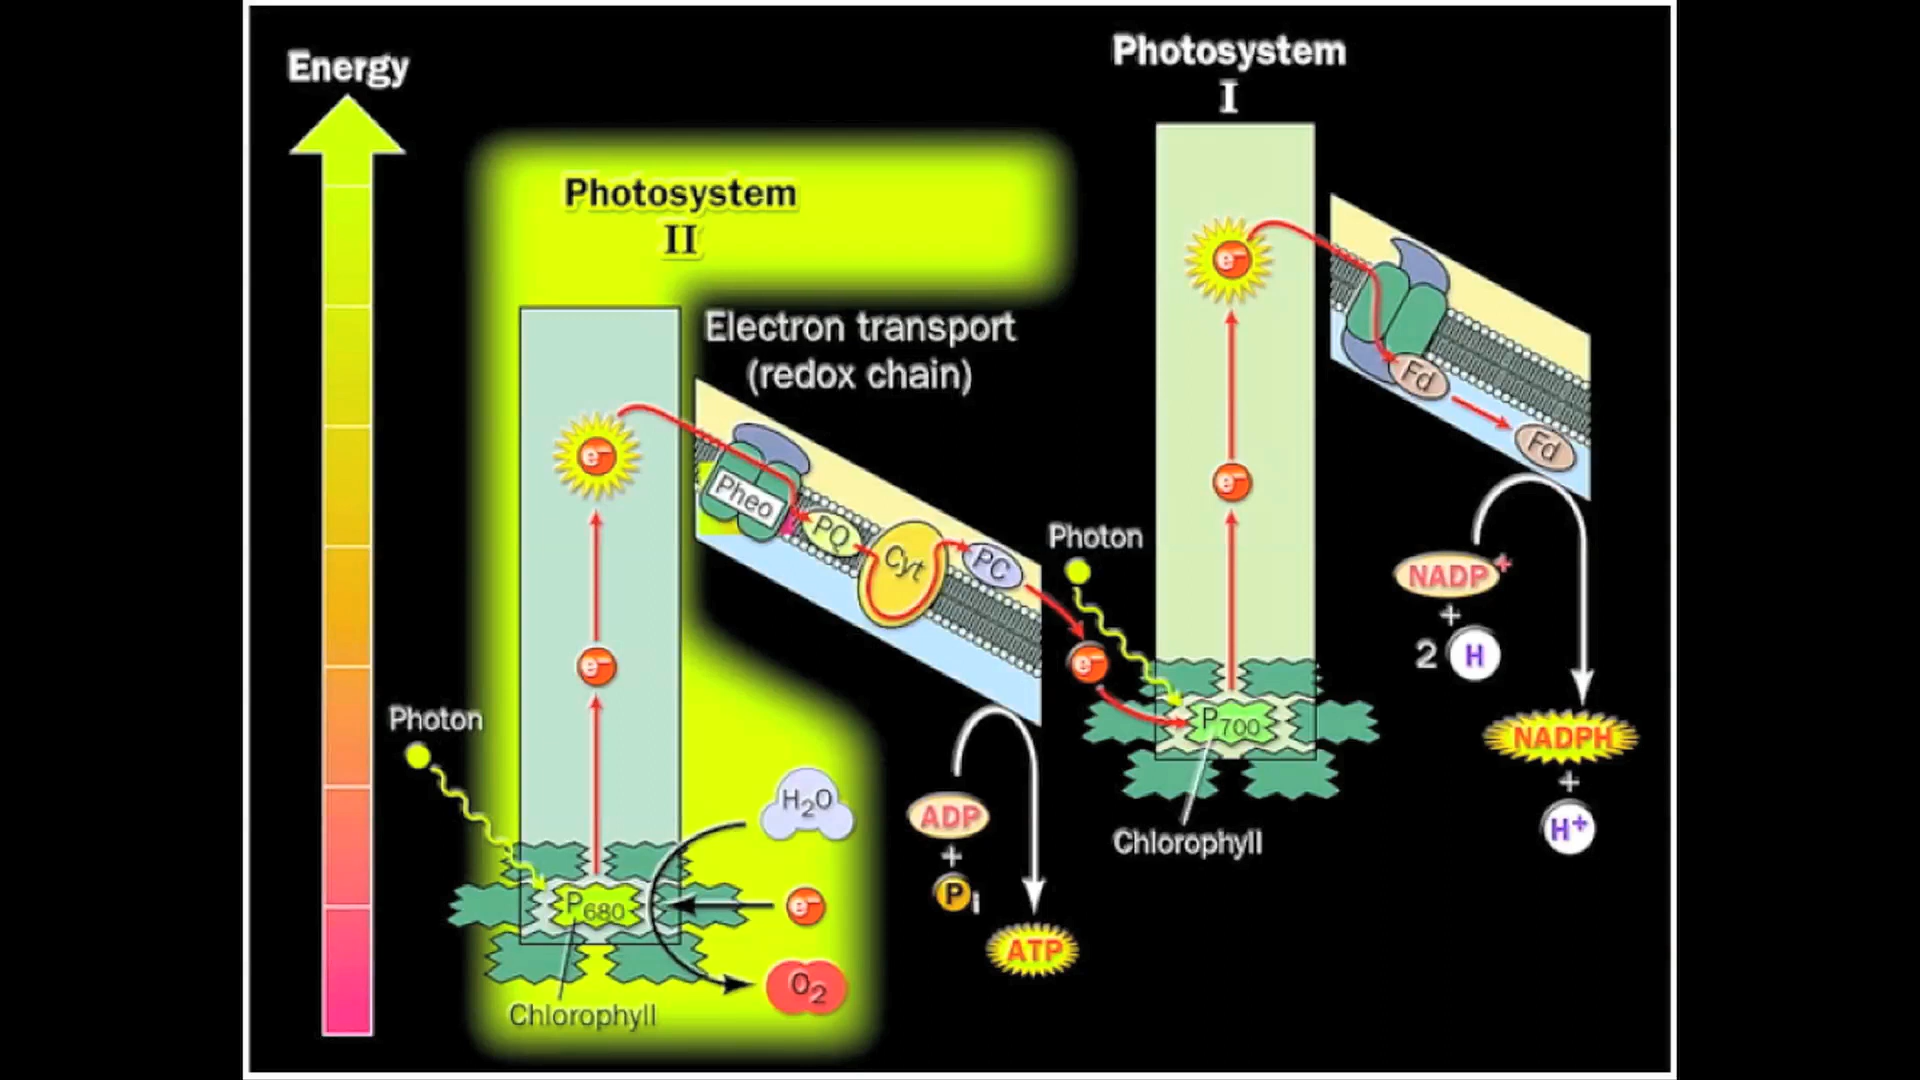 Energy
Photosystem
II
Electron transport
(redox chain)
e⁻
Pheo
PQ
Cyt
PC
e⁻
Photon
P680
Chlorophyll
H2O
e⁻
O2
ADP
+
Pi
ATP
Photosystem
I
e⁻
e⁻
Photon
e⁻
P700
Chlorophyll
Fd
Fd
NADP+
+
2 H
NADPH
+
H+